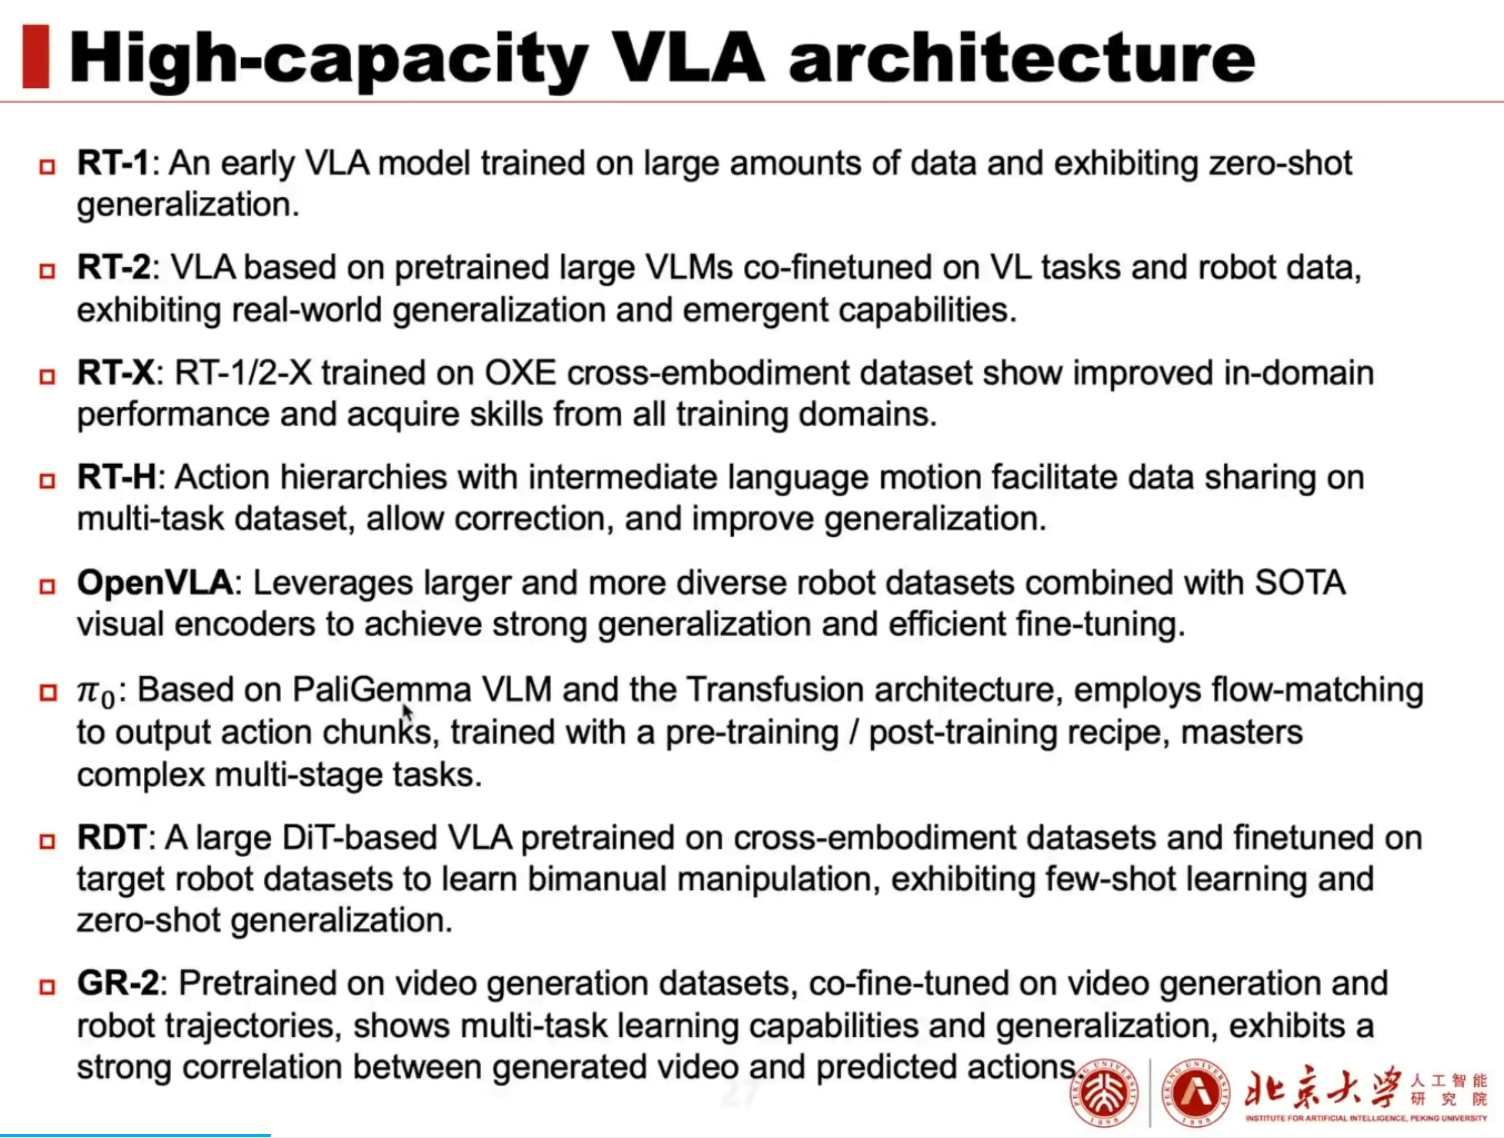 High-capacity VLA architecture
RT-1: An early VLA model trained on large amounts of data and exhibiting zero-shot
generalization.
RT-2: VLA based on pretrained large VLMs co-finetuned on VL tasks and robot data,
exhibiting real-world generalization and emergent capabilities.
RT-X: RT-1/2-X trained on OXE cross-embodiment dataset show improved in-domain
performance and acquire skills from all training domains.
RT-H: Action hierarchies with intermediate language motion facilitate data sharing on
multi-task dataset, allow correction, and improve generalization.
OpenVLA: Leverages larger and more diverse robot datasets combined with SOTA
visual encoders to achieve strong generalization and efficient fine-tuning.
π₀: Based on PaliGemma VLM and the Transfusion architecture, employs flow-matching
to output action chunks, trained with a pre-training / post-training recipe, masters
complex multi-stage tasks.
RDT: A large DiT-based VLA pretrained on cross-embodiment datasets and finetuned on
target robot datasets to learn bimanual manipulation, exhibiting few-shot learning and
zero-shot generalization.
GR-2: Pretrained on video generation datasets, co-fine-tuned on video generation and
robot trajectories, shows multi-task learning capabilities and generalization, exhibits a
strong correlation between generated video and predicted actions.
27
PEKING UNIVERSITY
1898
PEKING UNIVERSITY
1898
北京大学
人工智能
研究院
INSTITUTE FOR ARTIFICIAL INTELLIGENCE, PEKING UNIVERSITY